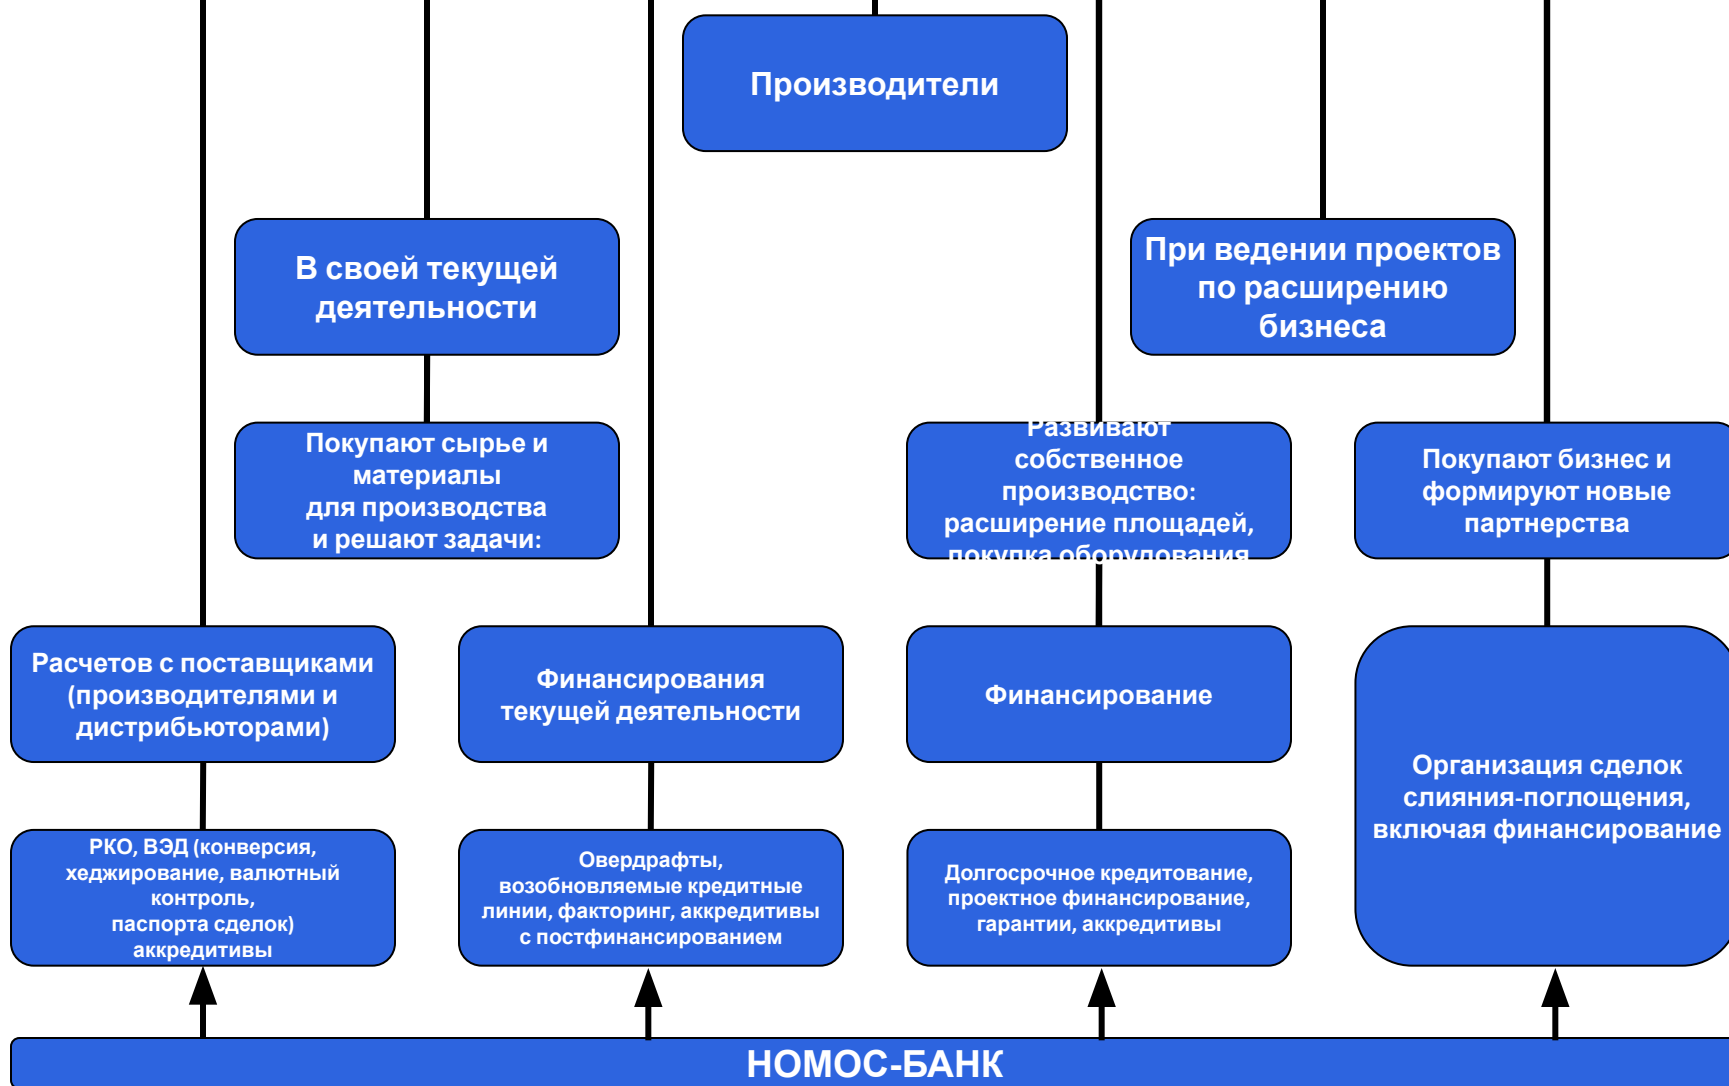 Производители
В своей текущей
деятельности
При ведении проектов
по расширению
бизнеса
Покупают сырье и
материалы
для производства
и решают задачи:
Развивают
собственное
производство:
расширение площадей,
покупка оборудования
Покупают бизнес и
формируют новые
партнерства
Расчетов с поставщиками
(производителями и
дистрибьюторами)
Финансирования
текущей деятельности
Финансирование
Организация сделок
слияния-поглощения,
включая финансирование
РКО, ВЭД (конверсия,
хеджирование, валютный
контроль,
паспорта сделок)
аккредитивы
Овердрафты,
возобновляемые кредитные
линии, факторинг, аккредитивы
с постфинансированием
Долгосрочное кредитование,
проектное финансирование,
гарантии, аккредитивы
НОМОС-БАНК